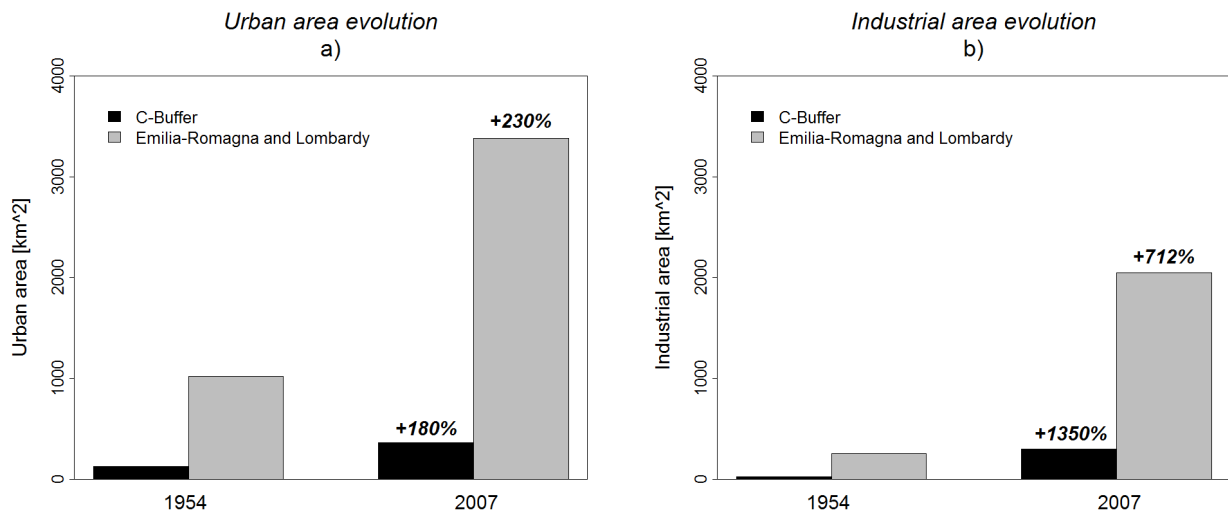 Urban area evolution
a)
Urban area [km^2]
4000
3000
2000
1000
0
C-Buffer
Emilia-Romagna and Lombardy
+230%
+180%
1954
2007
Industrial area evolution
b)
Industrial area [km^2]
4000
3000
2000
1000
0
C-Buffer
Emilia-Romagna and Lombardy
+712%
+1350%
1954
2007